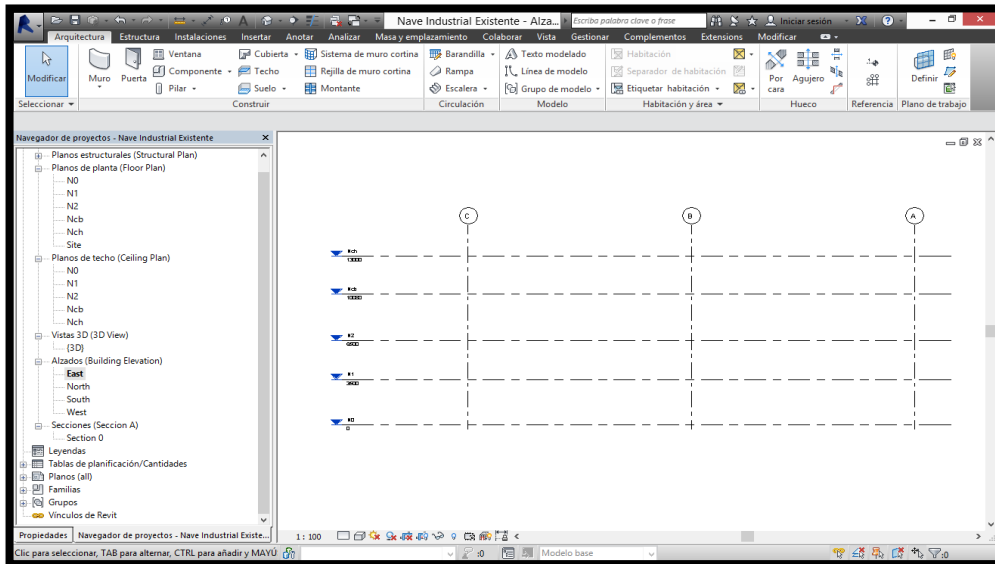 Nave Industrial Existente - Alza...
Escriba palabra clave o frase
Iniciar sesión
Arquitectura Estructura Instalaciones Insertar Anotar Analizar Masa y emplazamiento Colaborar Vista Gestionar Complementos Extensions Modificar
Modificar
Muro
Puerta
Ventana
Componente
Pilar
Cubierta
Techo
Suelo
Sistema de muro cortina
Rejilla de muro cortina
Montante
Barandilla
Rampa
Escalera
Texto modelado
Línea de modelo
Grupo de modelo
Habitación
Separador de habitación
Etiquetar habitación
Por cara
Agujero
Definir
Seleccionar
Construir
Circulación
Modelo
Habitación y área
Hueco
Referencia
Plano de trabajo
Navegador de proyectos - Nave Industrial Existente
Planos estructurales (Structural Plan)
Planos de planta (Floor Plan)
N0
N1
N2
Ncb
Nch
Site
Planos de techo (Ceiling Plan)
N0
N1
N2
Ncb
Nch
Vistas 3D (3D View)
{3D}
Alzados (Building Elevation)
East
North
South
West
Secciones (Seccion A)
Section 0
Leyendas
Tablas de planificación/Cantidades
Planos (all)
Familias
Grupos
Vínculos de Revit
Propiedades
Navegador de proyectos - Nave Industrial Existe...
C
B
A
Nch
13000
Ncb
N2
N1
N0
0
1 : 100
Clic para seleccionar, TAB para alternar, CTRL para añadir y MAYÚ
:0
Modelo base
:0